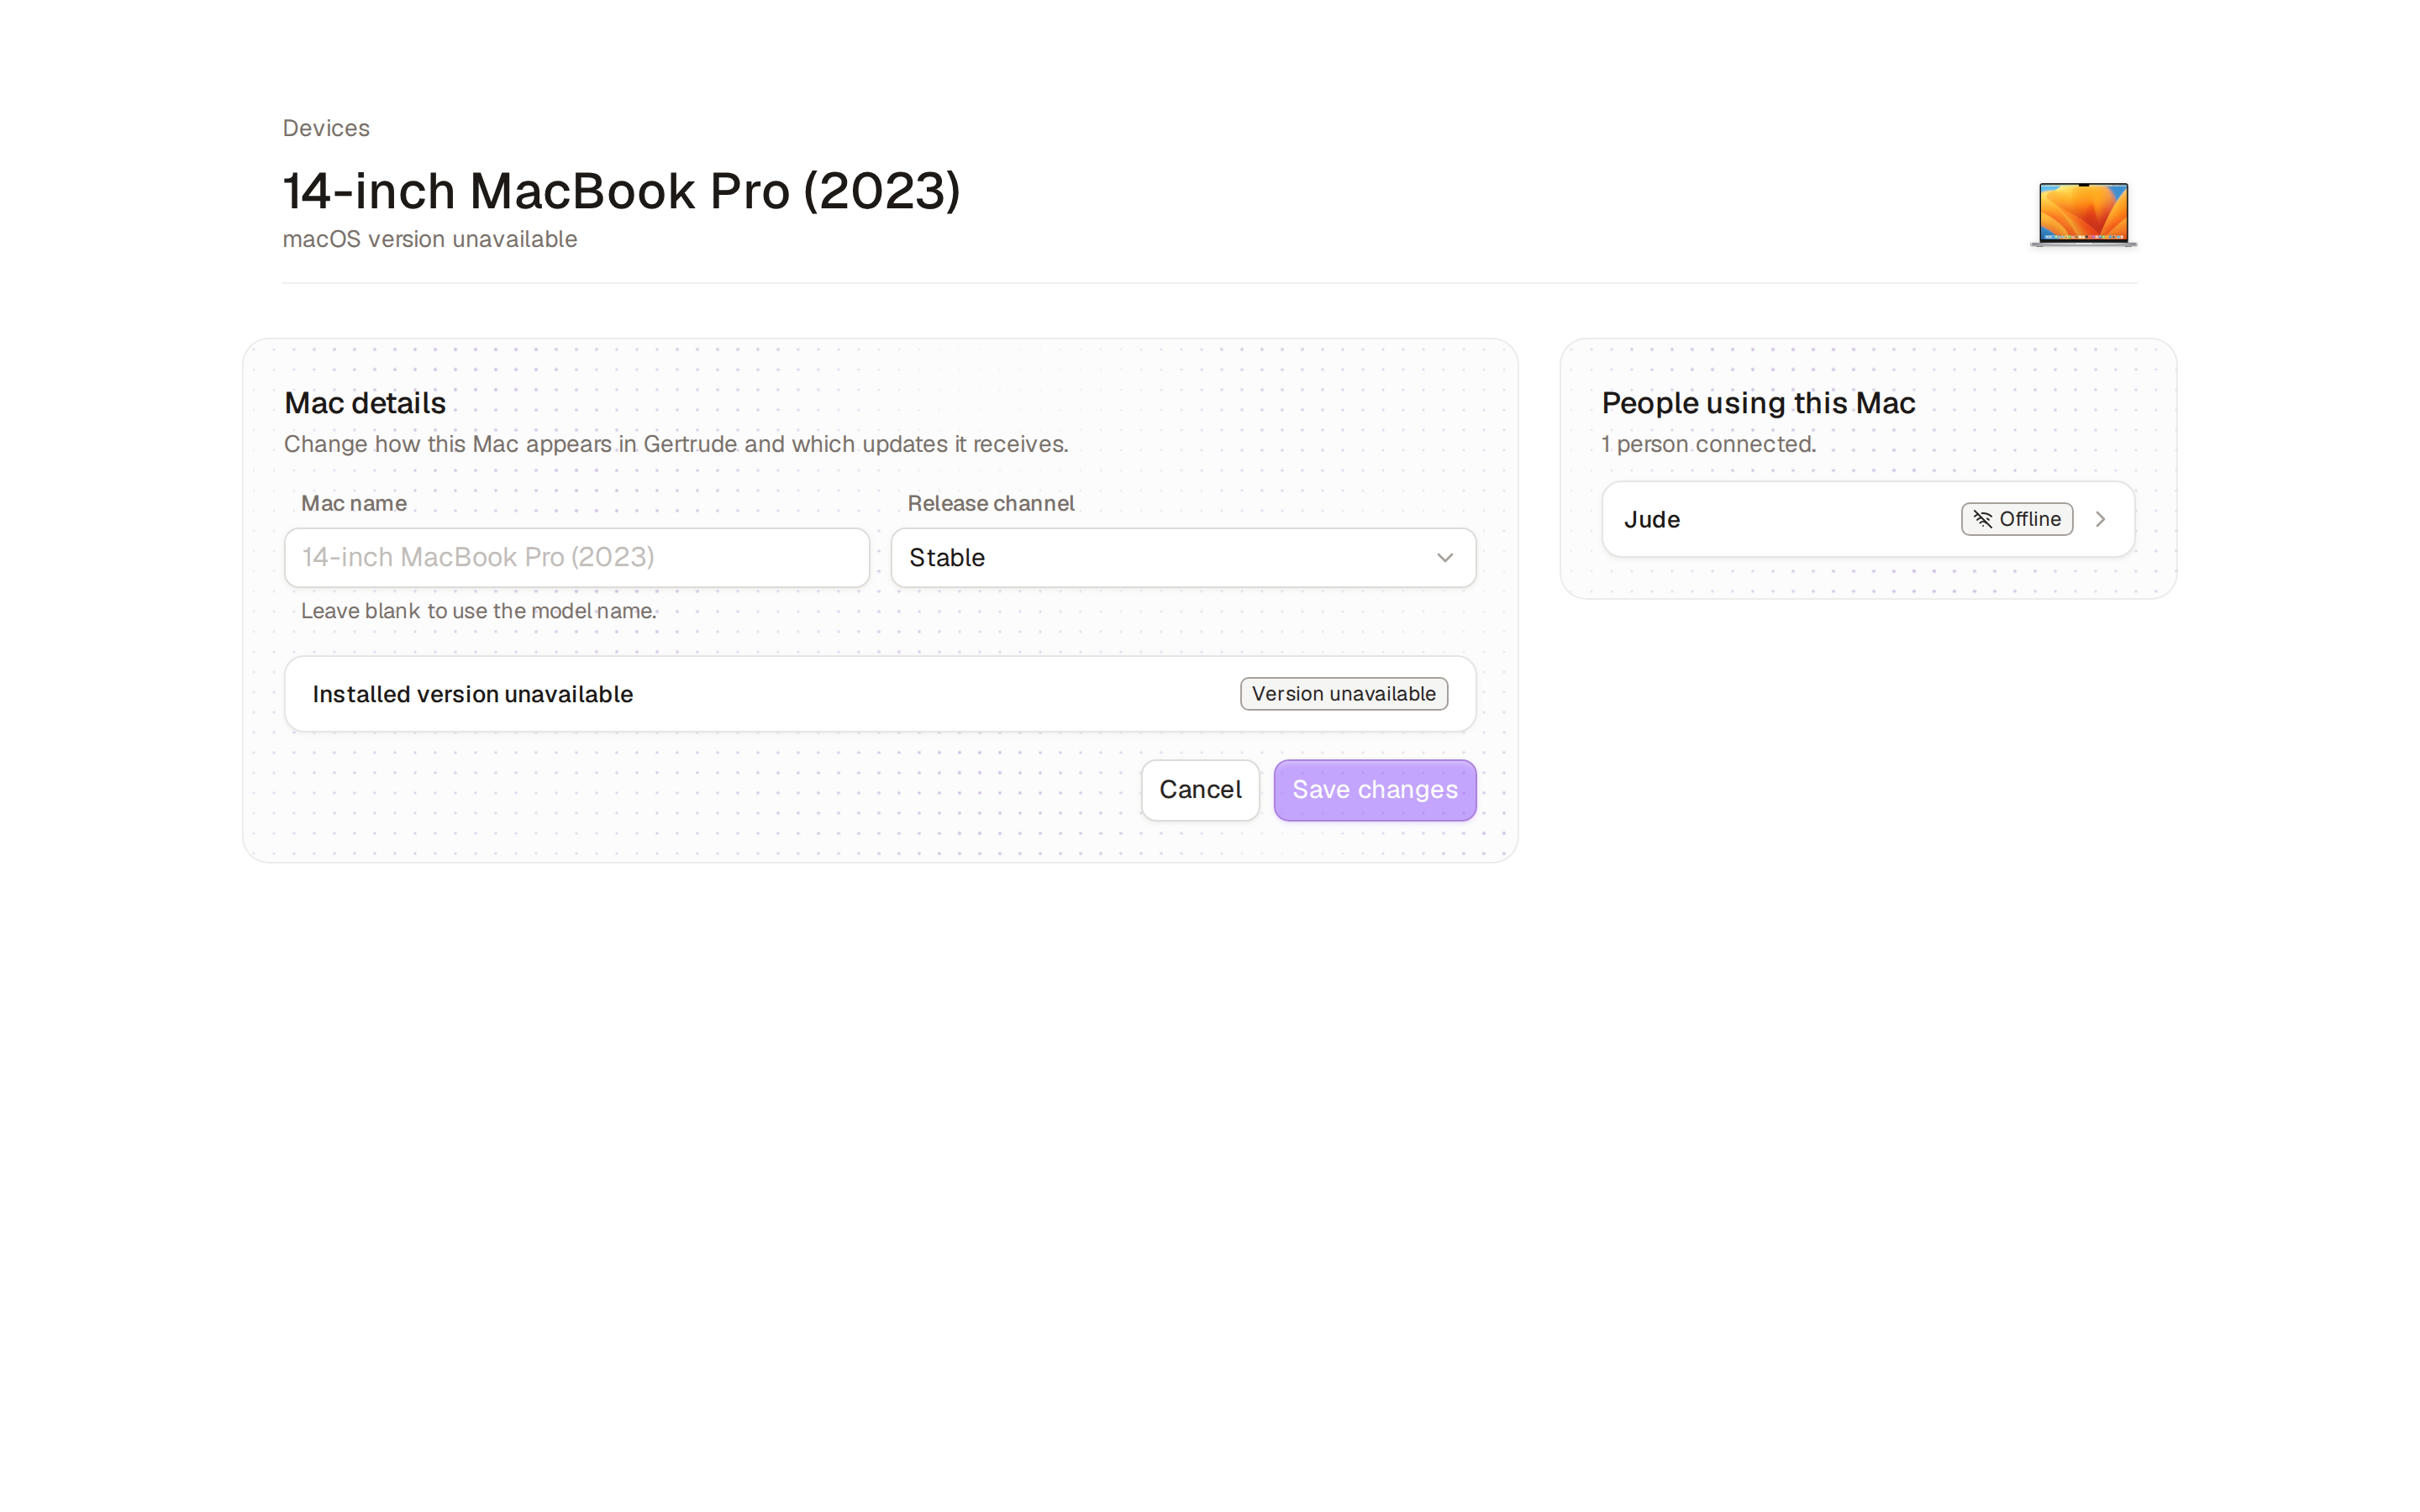 Devices
14-inch MacBook Pro (2023)
macOS version unavailable
Mac details
Change how this Mac appears in Gertrude and which updates it receives.
Mac name
14-inch MacBook Pro (2023)
Leave blank to use the model name.
Release channel
Stable
Installed version unavailable
Version unavailable
Cancel
Save changes
People using this Mac
1 person connected.
Jude
Offline